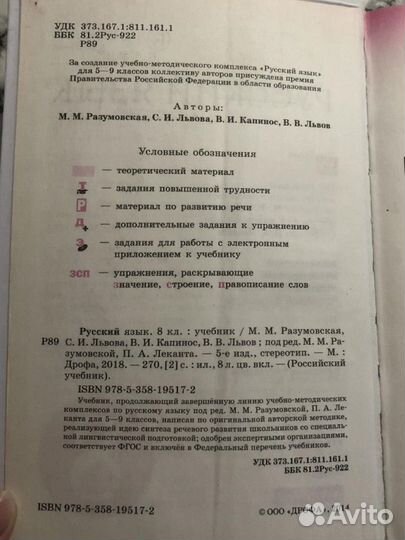 УДК 373.167.1:811.161.1
ББК 81.2Рус-922
Р89
За создание учебно-методического комплекса «Русский язык»
для 5—9 классов коллективу авторов присуждена премия
Правительства Российской Федерации в области образования
Авторы:
М. М. Разумовская, С. И. Львова, В. И. Капинос, В. В. Львов
Условные обозначения
— теоретический материал
Т — задания повышенной трудности
Р — материал по развитию речи
Д — дополнительные задания к упражнению
Э — задания для работы с электронным
приложением к учебнику
ЗСП — упражнения, раскрывающие
значение, строение, правописание слов
Русский язык. 8 кл. : учебник / М. М. Разумовская,
Р89 С. И. Львова, В. И. Капинос, В. В. Львов ; под ред. М. М. Ра-
зумовской, П. А. Леканта. — 5-е изд., стереотип. — М. :
Дрофа, 2018. — 270, [2] с. : ил., 8 л. цв. вкл. — (Российский
учебник).
ISBN 978-5-358-19517-2
Учебник, продолжающий завершённую линию учебно-методических
комплексов по русскому языку под ред. М. М. Разумовской, П. А. Ле-
канта для 5—9 классов, написан по оригинальной авторской методике,
реализующей идею синтеза речевого развития школьников со специаль-
ной лингвистической подготовкой; одобрен экспертными организациями,
соответствует ФГОС и включён в Федеральный перечень учебников.
УДК 373.167.1:811.161.1
ББК 81.2Рус-922
ISBN 978-5-358-19517-2
© ООО «ДРОФА», 2014
Avito